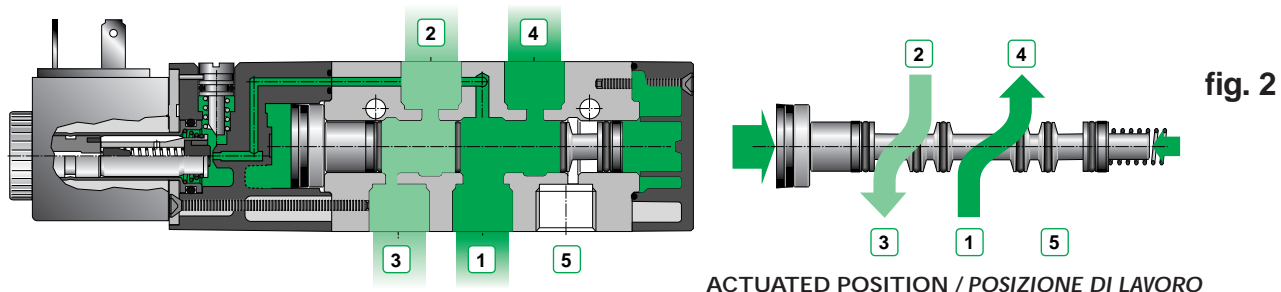 2 4
3 1 5
2 4
3 1 5
fig. 2
ACTUATED POSITION / POSIZIONE DI LAVORO